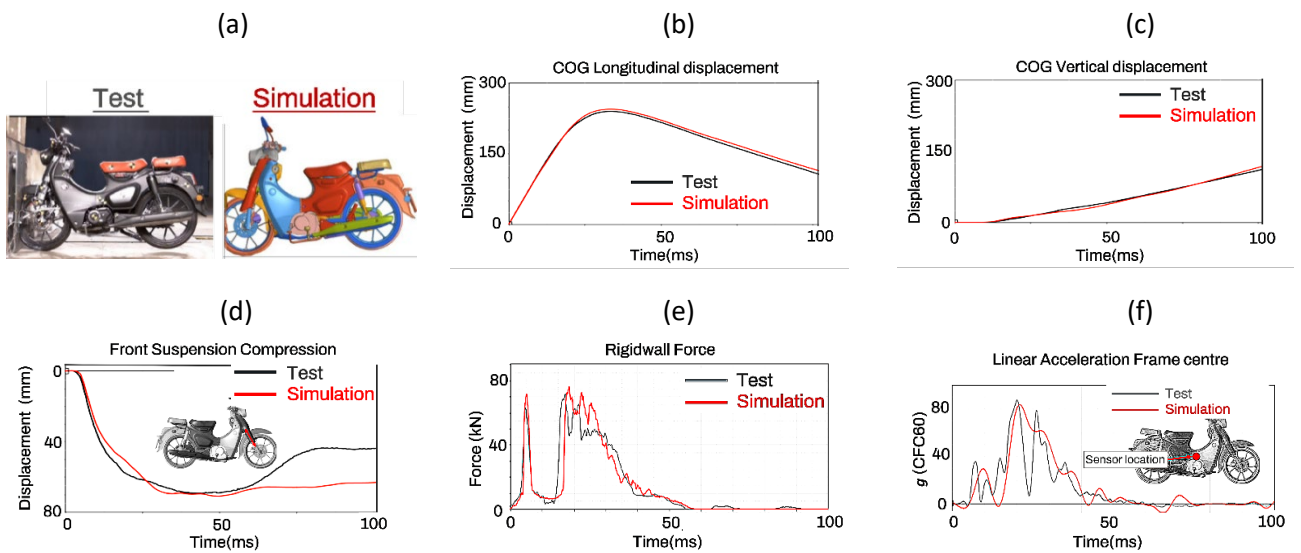 (a)
Test
Simulation
(b)
COG Longitudinal displacement
Displacement (mm)
300
150
0
Test
Simulation
0
50
100
Time(ms)
(c)
COG Vertical displacement
Displacement (mm)
300
150
0
Test
Simulation
0
50
100
Time(ms)
(d)
Front Suspension Compression
Displacement (mm)
0
40
80
Test
Simulation
0
50
100
Time(ms)
(e)
Rigidwall Force
Force (kN)
80
40
0
Test
Simulation
0
50
100
Time(ms)
(f)
Linear Acceleration Frame centre
g (CFC60)
80
40
0
Test
Simulation
Sensor location
0
50
100
Time(ms)